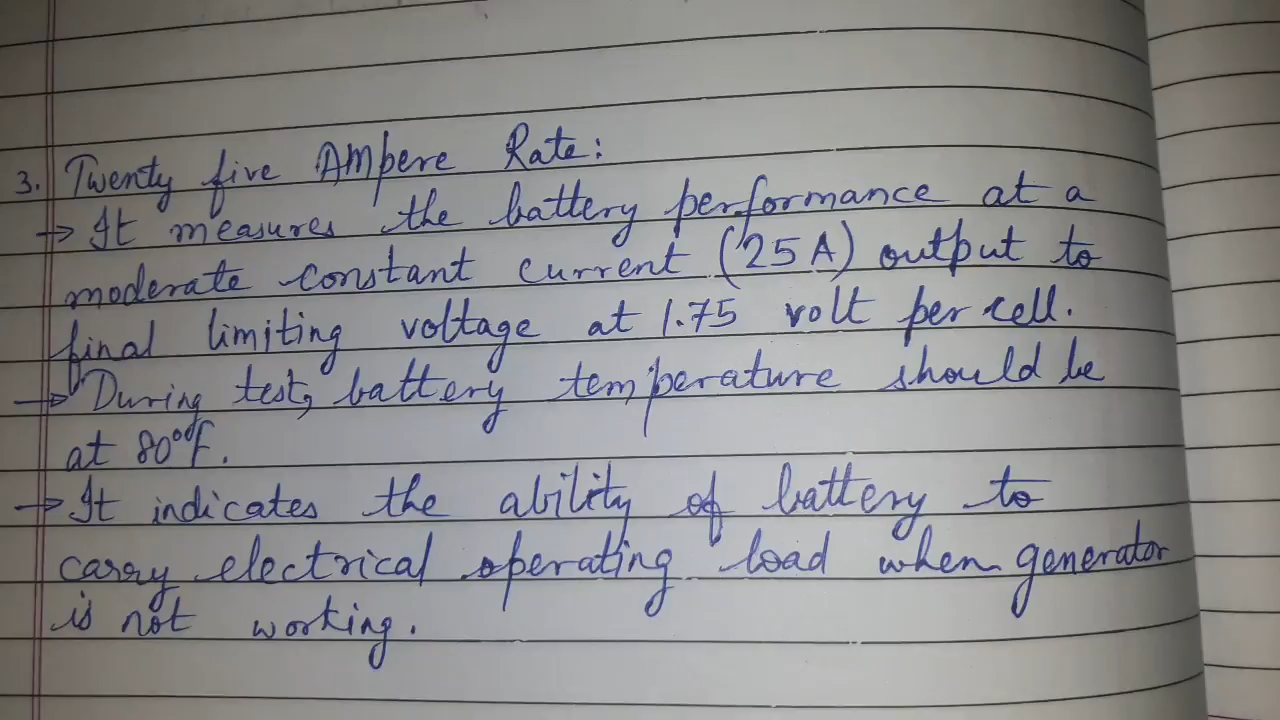 3. Twenty five Ampere Rate:
→ It measures the battery performance at a
moderate constant current (25A) output to
final limiting voltage at 1.75 volt per cell.
→ During test, battery temperature should be
at 80°F.
→ It indicates the ability of battery to
carry electrical operating load when generator
is not working.